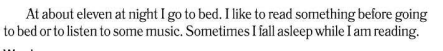 At about eleven at night I go to bed. I like to read something before going
to bed or to listen to some music. Sometimes I fall asleep while I am reading.